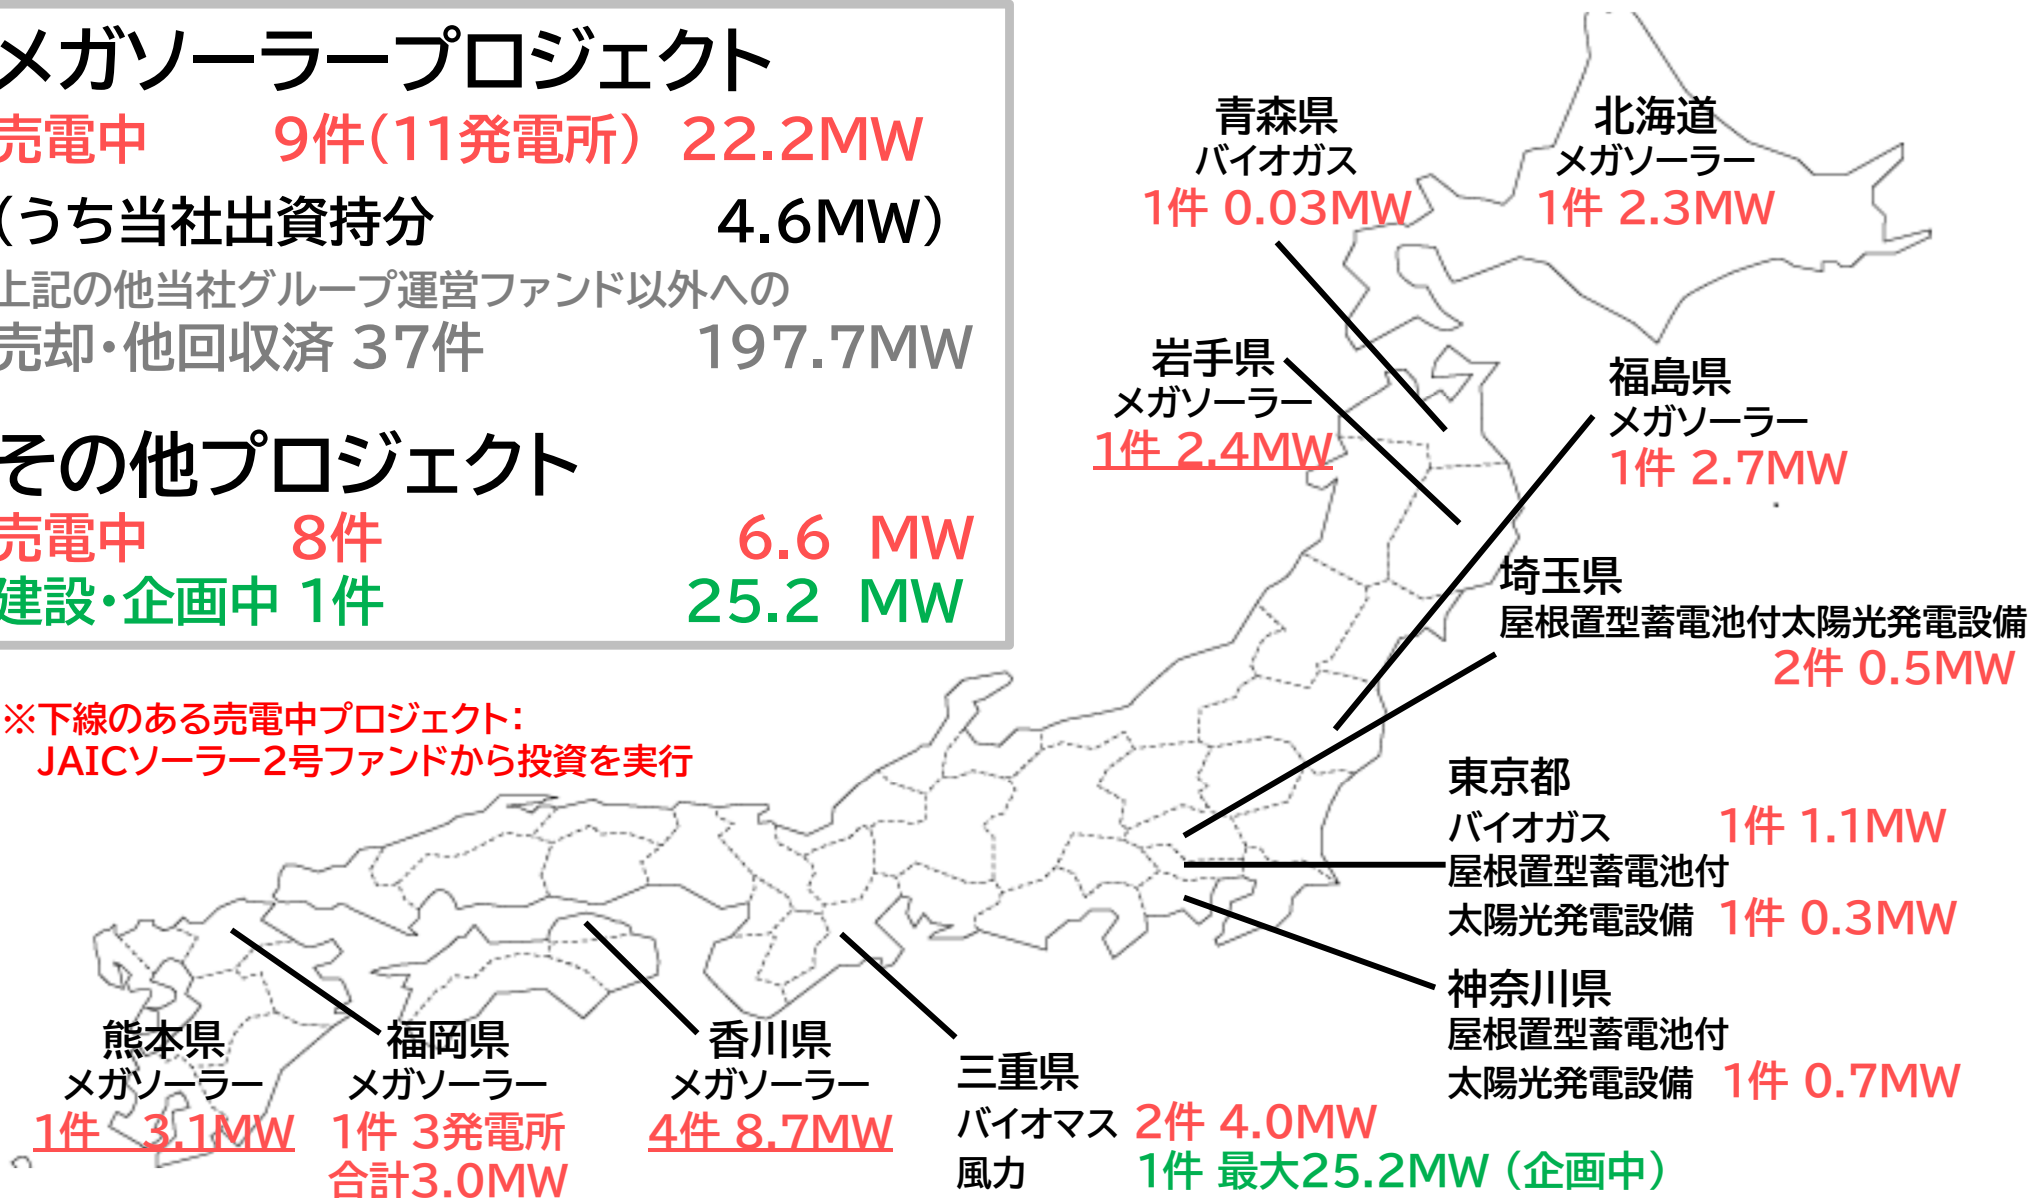 メガソーラープロジェクト
売電中 9件(11発電所) 22.2MW
(うち当社出資持分 4.6MW)
上記の他当社グループ運営ファンド以外への
売却・他回収済 37件 197.7MW
その他プロジェクト
売電中 8件 6.6 MW
建設・企画中 1件 25.2 MW
※下線のある売電中プロジェクト:
JAICソーラー2号ファンドから投資を実行
青森県
バイオガス
1件 0.03MW
北海道
メガソーラー
1件 2.3MW
岩手県
メガソーラー
1件 2.4MW
福島県
メガソーラー
1件 2.7MW
埼玉県
屋根置型蓄電池付太陽光発電設備
2件 0.5MW
東京都
バイオガス 1件 1.1MW
屋根置型蓄電池付
太陽光発電設備 1件 0.3MW
神奈川県
屋根置型蓄電池付
太陽光発電設備 1件 0.7MW
熊本県
メガソーラー
1件 3.1MW
福岡県
メガソーラー
1件 3発電所
合計3.0MW
香川県
メガソーラー
4件 8.7MW
三重県
バイオマス 2件 4.0MW
風力 1件 最大25.2MW(企画中)